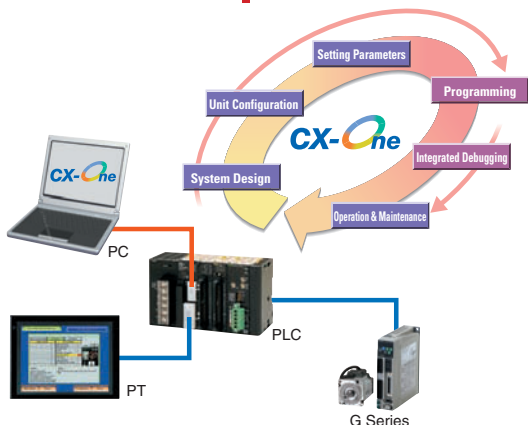 Setting Parameters
Programming
Unit Configuration
CX-One
Integrated Debugging
System Design
Operation & Maintenance
CX-One
PC
PLC
PT
G Series